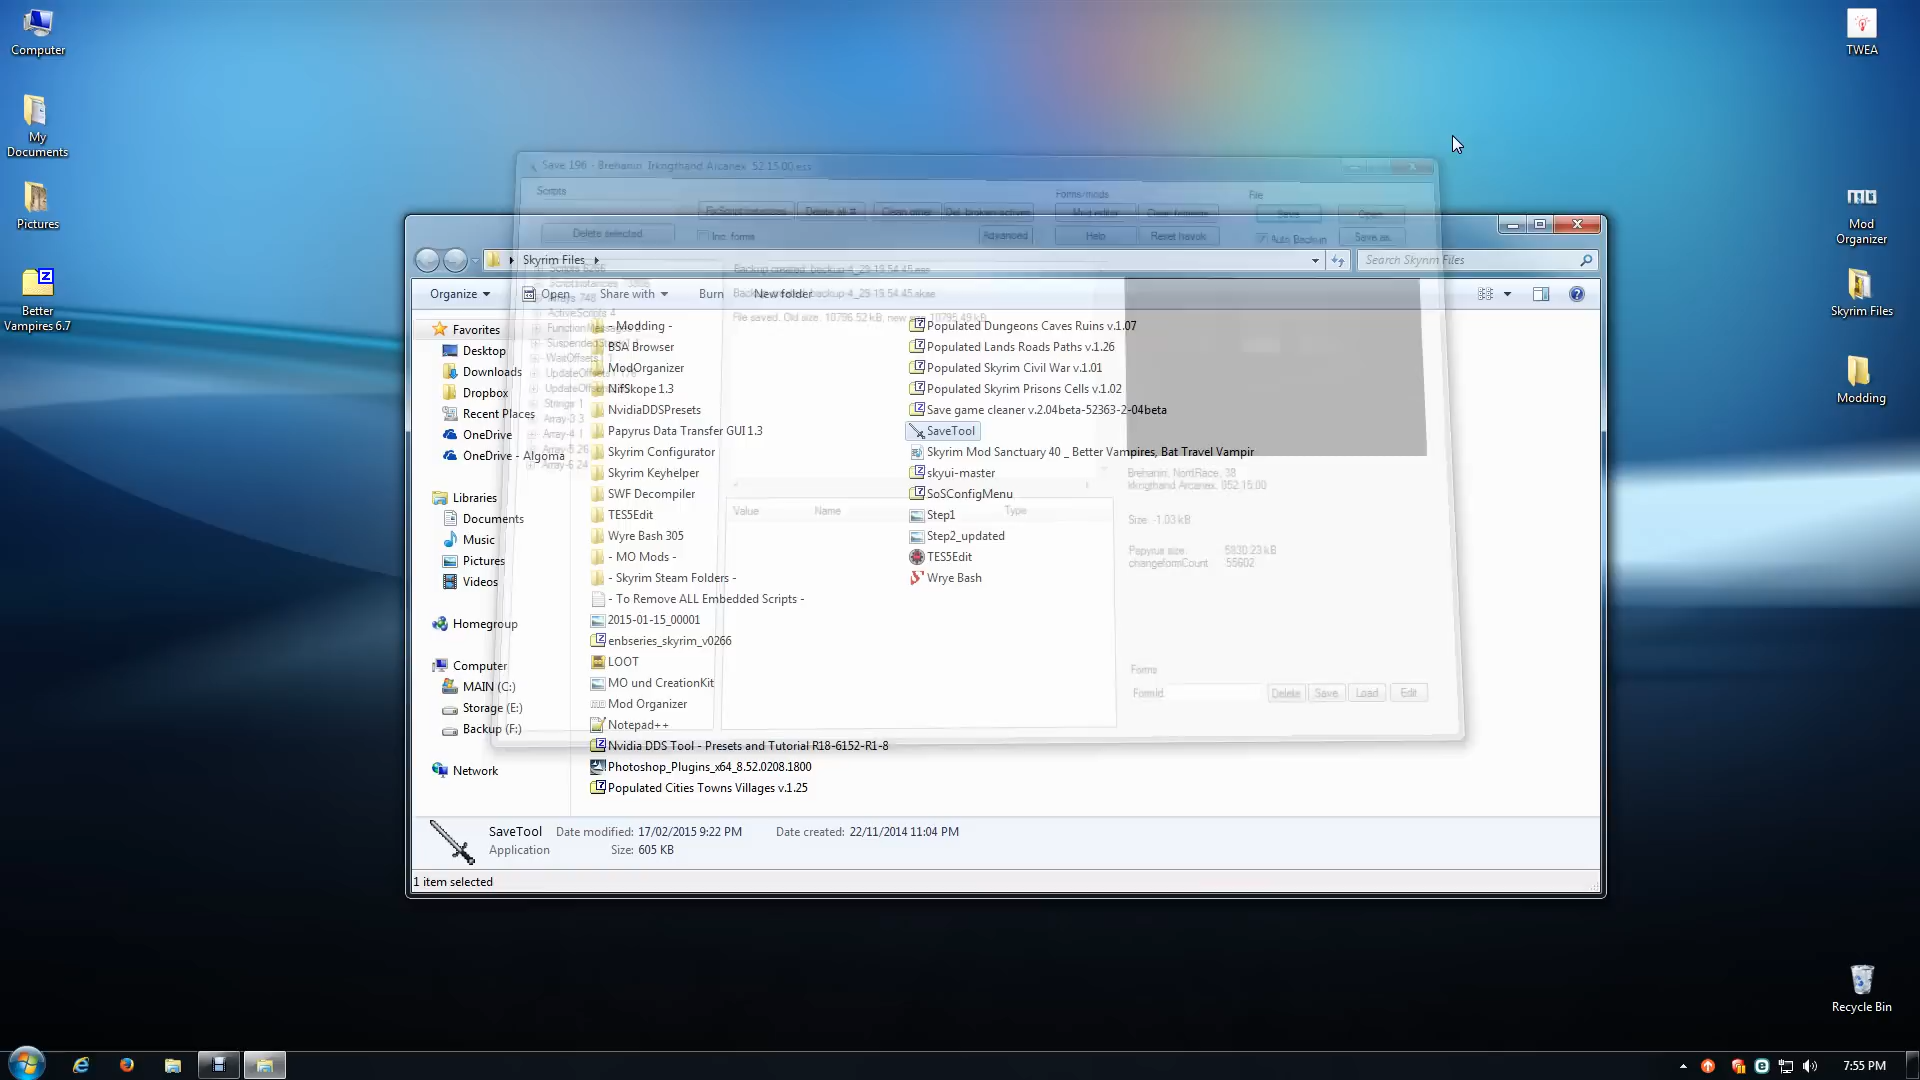 Computer
TWEA
My Documents
Pictures
Better Vampires 6.7
Mod Organizer
Skyrim Files
Modding
Recycle Bin
Save 196 - Brehanin Irkngthand Arcanex 52.15.00.ess
Scripts
Forms/mods
File
Delete all #
Clean other
Del. broken actives
Mod editor
Save
Open
Delete selected
Inc. forms
Advanced
Help
Reset havok
Auto Backup
Save as
Skyrim Files
Search Skyrim Files
Scripts 6266
Backup created: backup-4_29-19.54.45.ess
Organize
Open
Share with
Burn
New folder
Backup created: backup-4_29-19.54.45.skse
File saved. Old size: 10796.52 kB, new size: 10795.49 kB
Arrays 748
ActiveScripts 4
Strings 1
Favorites
Desktop
Downloads
Dropbox
Recent Places
OneDrive
OneDrive - Algoma
Libraries
Documents
Music
Pictures
Videos
Homegroup
Computer
MAIN (C:)
Storage (E:)
Backup (F:)
Network
- Modding -
BSA Browser
ModOrganizer
NifSkope 1.3
NvidiaDDSPresets
Papyrus Data Transfer GUI 1.3
Skyrim Configurator
Skyrim Keyhelper
SWF Decompiler
TES5Edit
Wyre Bash 305
- MO Mods -
- Skyrim Steam Folders -
- To Remove ALL Embedded Scripts -
2015-01-15_00001
enbseries_skyrim_v0266
LOOT
MO und CreationKit
Mod Organizer
Notepad++
Nvidia DDS Tool - Presets and Tutorial R18-6152-R1-8
Photoshop_Plugins_x64_8.52.0208.1800
Populated Cities Towns Villages v.1.25
Populated Dungeons Caves Ruins v.1.07
Populated Lands Roads Paths v.1.26
Populated Skyrim Civil War v.1.01
Populated Skyrim Prisons Cells v.1.02
Save game cleaner v.2.04beta-52363-2-04beta
SaveTool
Skyrim Mod Sanctuary 40 _ Better Vampires, Bat Travel Vampir
skyui-master
SoSConfigMenu
Step1
Step2_updated
TES5Edit
Wrye Bash
Value Name Type
Brehanin, NordRace, 38
Irkngthand Arcanex, 052.15.00
Size: -1.03 kB
Papyrus size: 5830.23 kB
changeformCount 55602
Forms
Formid
Delete
Save
Load
Edit
SaveTool Date modified: 17/02/2015 9:22 PM Date created: 22/11/2014 11:04 PM
Application Size: 605 KB
1 item selected
7:55 PM